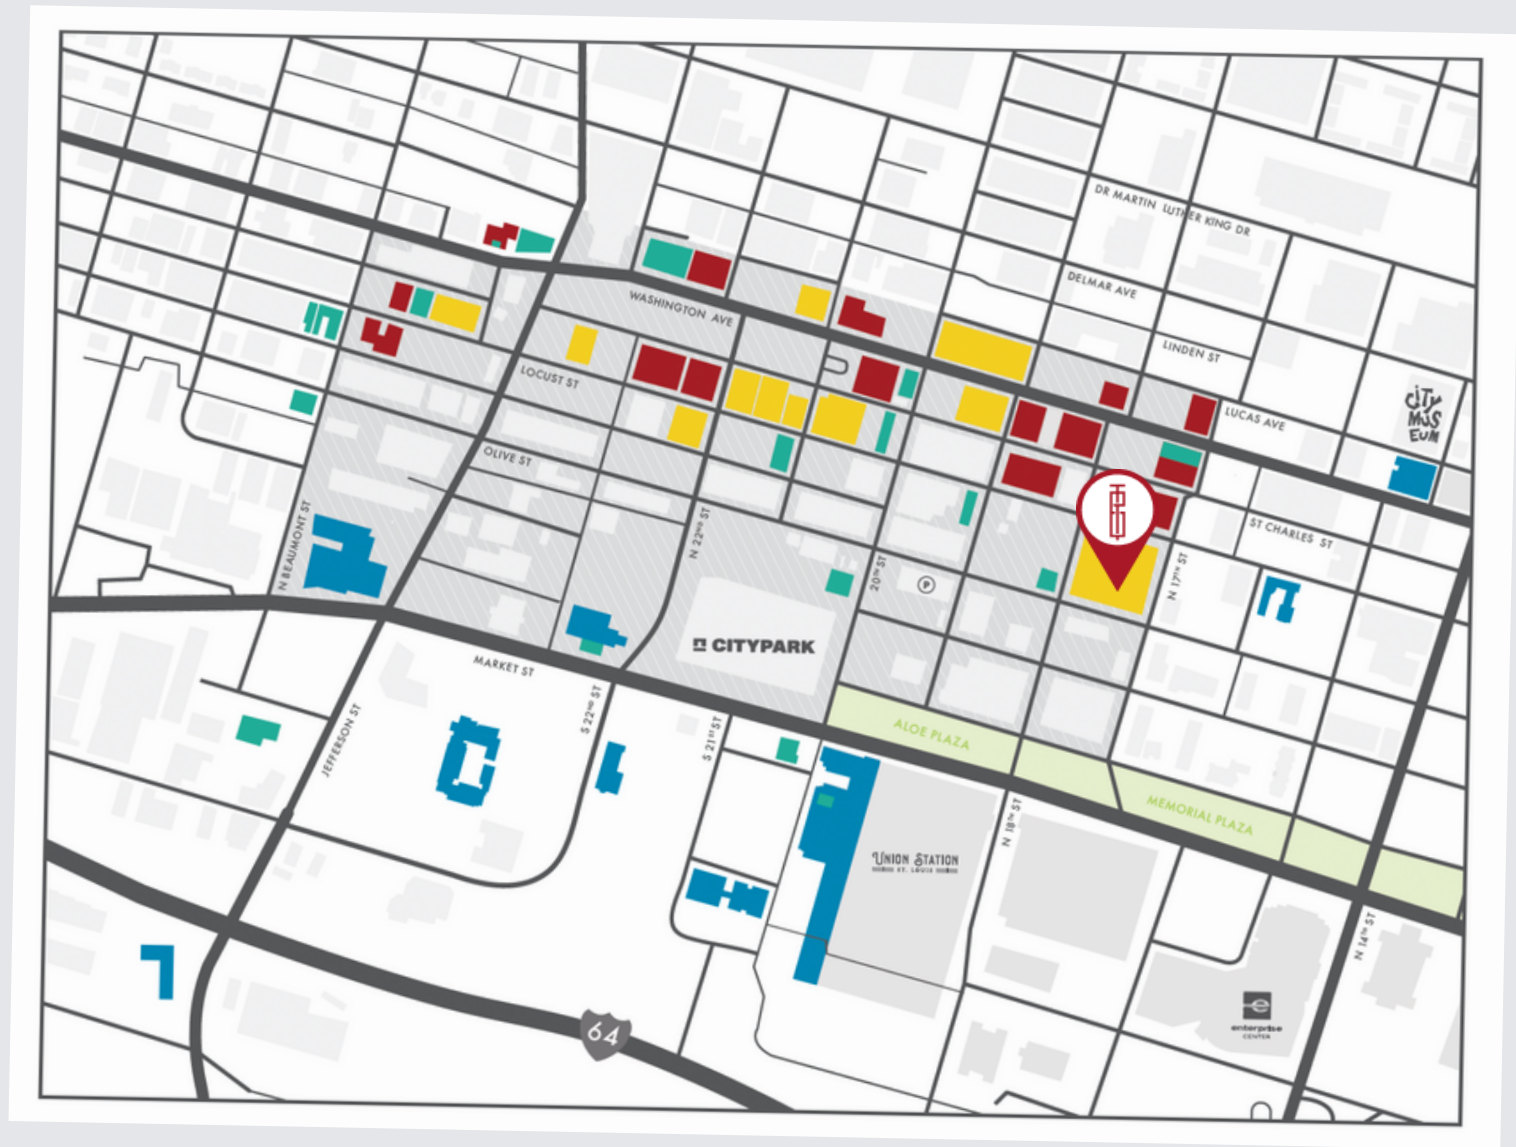 DR MARTIN LUTHER KING DR
DELMAR AVE
WASHINGTON AVE
LINDEN ST
LOCUST ST
LUCAS AVE
CITY
MUS
EUM
OLIVE ST
ST CHARLES ST
N BEAUMONT ST
N 22ND ST
20TH ST
P
N 17TH ST
CITYPARK
MARKET ST
S 22ND ST
S 21ST ST
JEFFERSON ST
ALOE PLAZA
MEMORIAL PLAZA
N 18TH ST
UNION STATION
ST. LOUIS
N 14TH ST
e
enterprise
CENTER
64